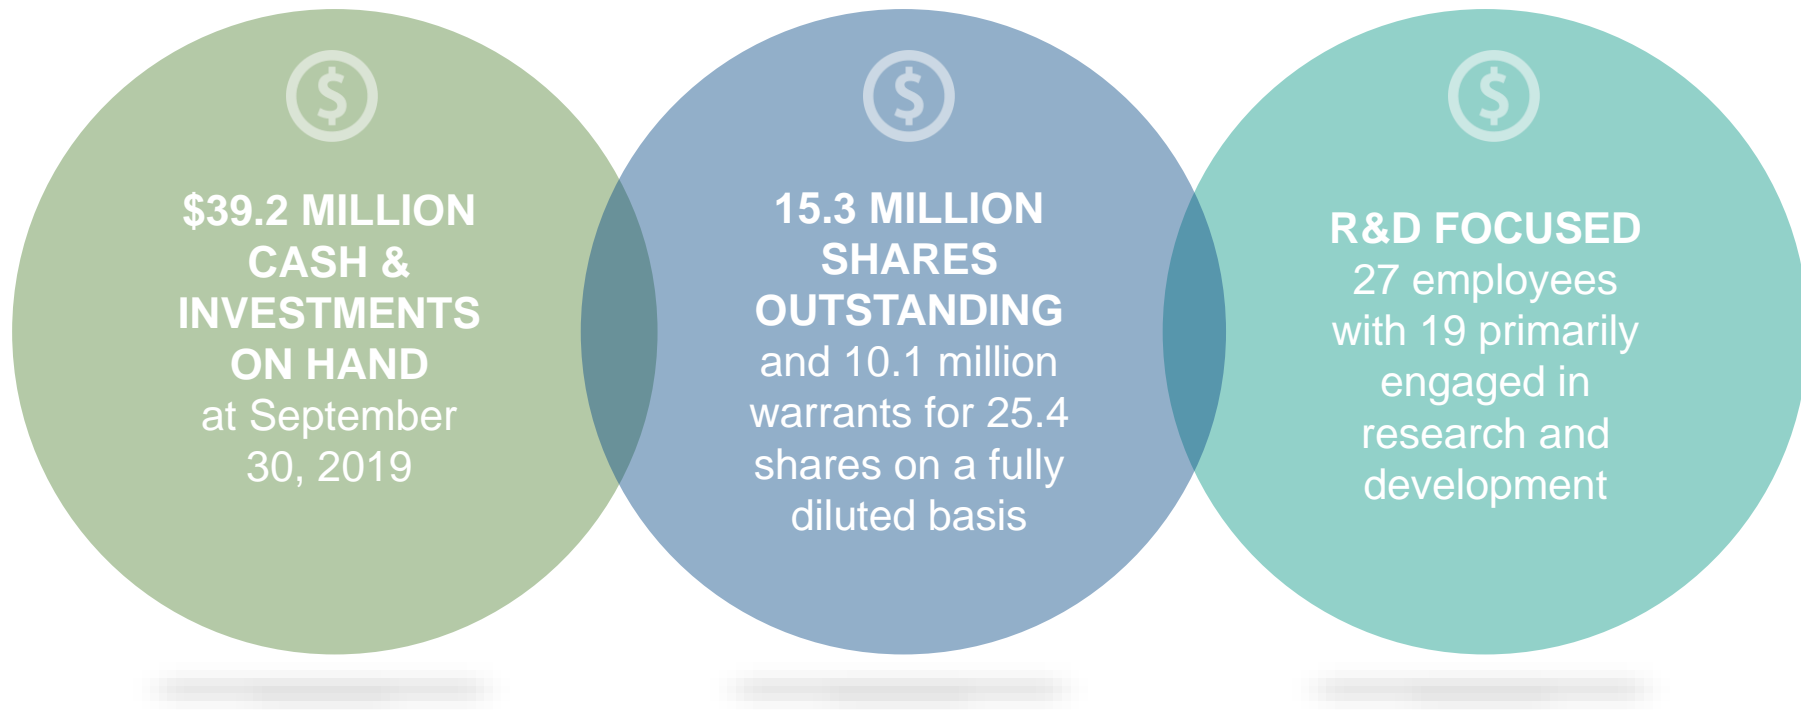 $39.2 MILLION
CASH &
INVESTMENTS
ON HAND
at September
30, 2019
15.3 MILLION
SHARES
OUTSTANDING
and 10.1 million
warrants for 25.4
shares on a fully
diluted basis
R&D FOCUSED
27 employees
with 19 primarily
engaged in
research and
development